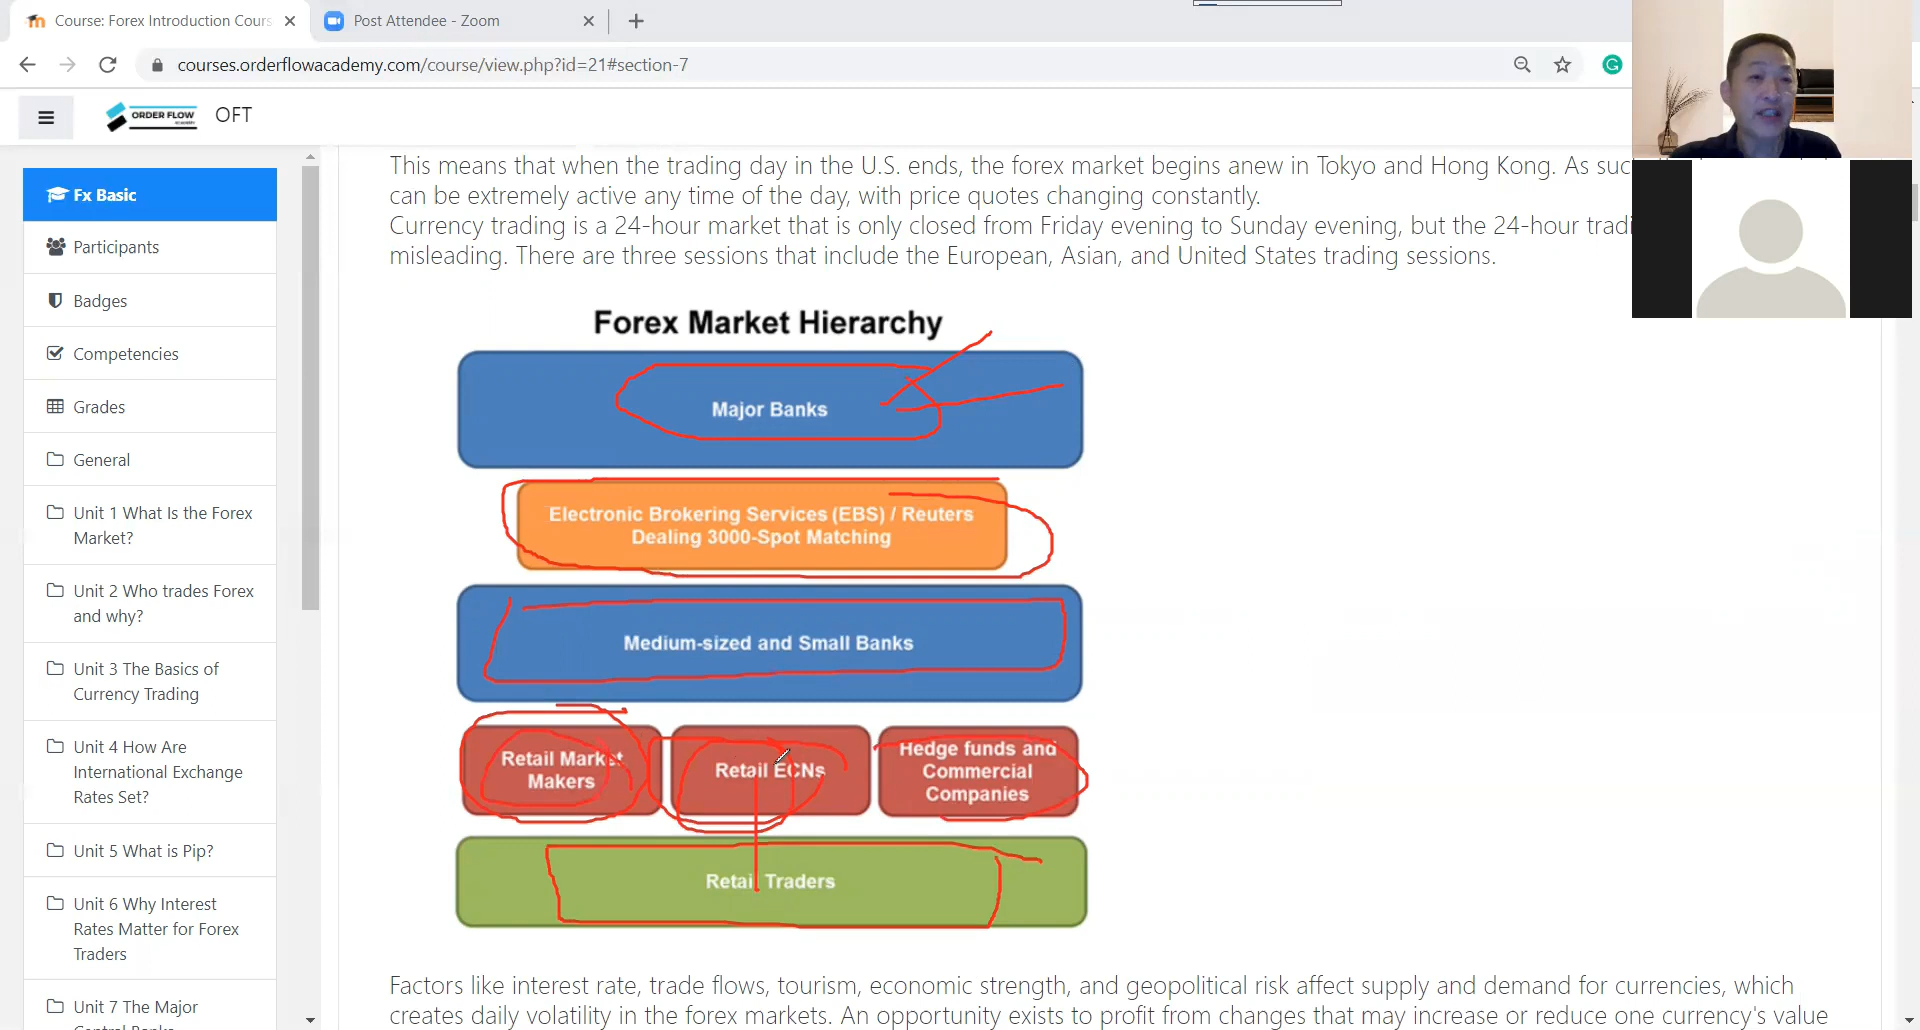 Course: Forex Introduction Cours
Post Attendee - Zoom
courses.orderflowacademy.com/course/view.php?id=21#section-7
ORDER FLOW
ACADEMY
OFT
Fx Basic
Participants
Badges
Competencies
Grades
General
Unit 1 What Is the Forex
Market?
Unit 2 Who trades Forex
and why?
Unit 3 The Basics of
Currency Trading
Unit 4 How Are
International Exchange
Rates Set?
Unit 5 What is Pip?
Unit 6 Why Interest
Rates Matter for Forex
Traders
Unit 7 The Major
This means that when the trading day in the U.S. ends, the forex market begins anew in Tokyo and Hong Kong. As suc
can be extremely active any time of the day, with price quotes changing constantly.
Currency trading is a 24-hour market that is only closed from Friday evening to Sunday evening, but the 24-hour tradi
misleading. There are three sessions that include the European, Asian, and United States trading sessions.
Forex Market Hierarchy
Major Banks
Electronic Brokering Services (EBS) / Reuters
Dealing 3000-Spot Matching
Medium-sized and Small Banks
Retail Market
Makers
Retail ECNs
Hedge funds and
Commercial
Companies
Retail Traders
Factors like interest rate, trade flows, tourism, economic strength, and geopolitical risk affect supply and demand for currencies, which
creates daily volatility in the forex markets. An opportunity exists to profit from changes that may increase or reduce one currency's value